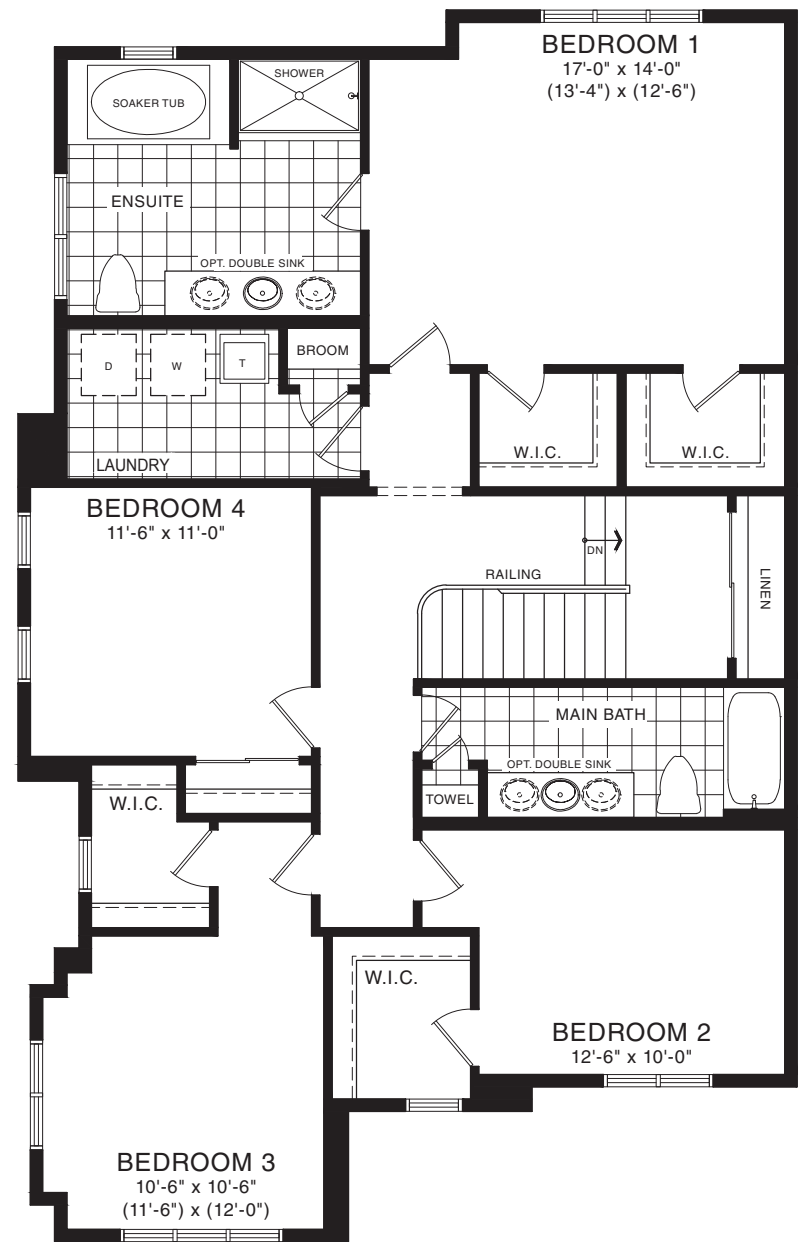 BEDROOM 1
17'-0" x 14'-0"
(13'-4") x (12'-6")
SHOWER
SOAKER TUB
ENSUITE
OPT. DOUBLE SINK
BROOM
D
W
T
LAUNDRY
W.I.C.
W.I.C.
BEDROOM 4
11'-6" x 11'-0"
DN
RAILING
LINEN
MAIN BATH
OPT. DOUBLE SINK
TOWEL
W.I.C.
W.I.C.
BEDROOM 2
12'-6" x 10'-0"
BEDROOM 3
10'-6" x 10'-6"
(11'-6") x (12'-0")